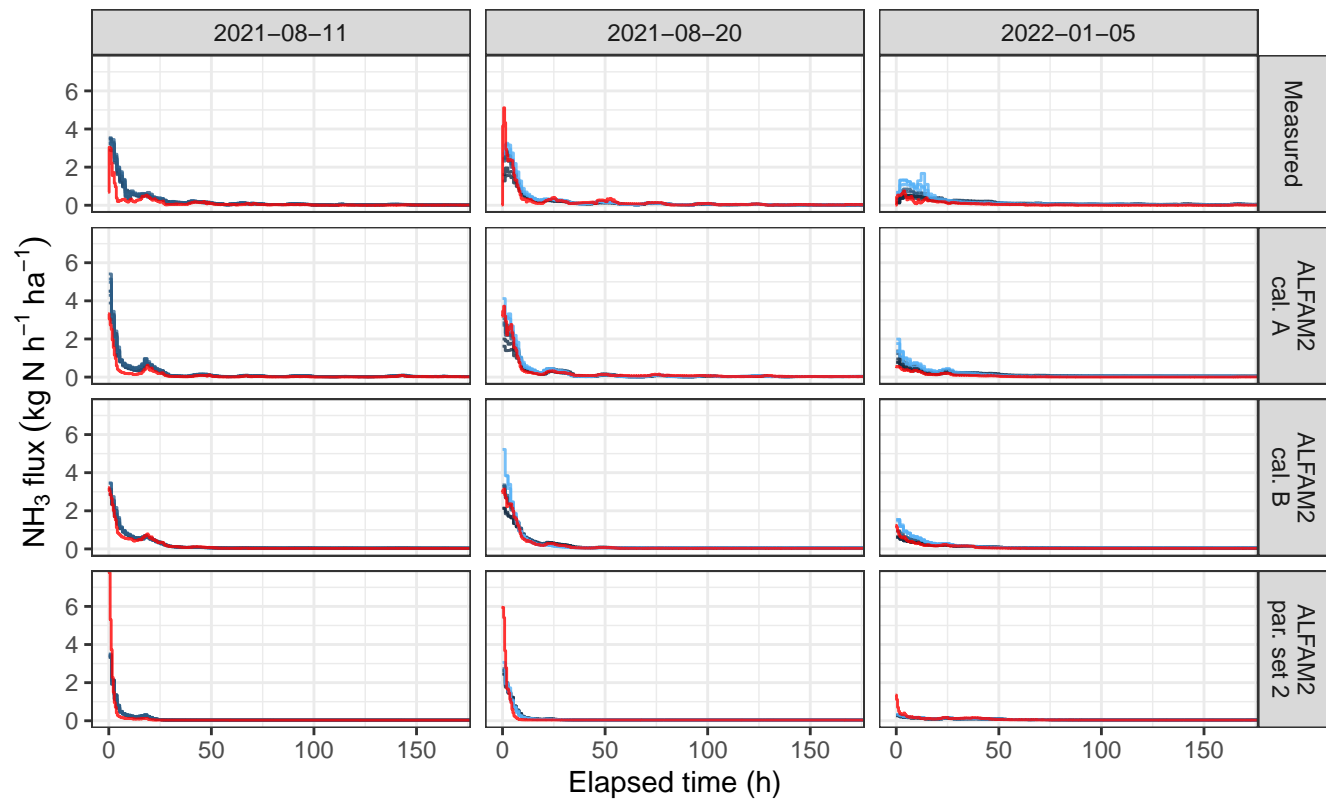 2021−08−11
2021−08−20
2022−01−05
NH₃ flux (kg N h⁻¹ ha⁻¹)
6
4
2
0
Measured
6
4
2
0
ALFAM2
cal. A
6
4
2
0
ALFAM2
cal. B
6
4
2
0
ALFAM2
par. set 2
0 50 100 150
0 50 100 150
0 50 100 150
Elapsed time (h)